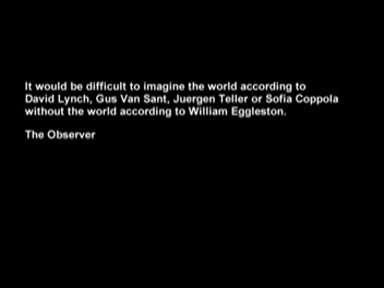 It would be difficult to imagine the world according to
David Lynch, Gus Van Sant, Juergen Teller or Sofia Coppola
without the world according to William Eggleston.
The Observer